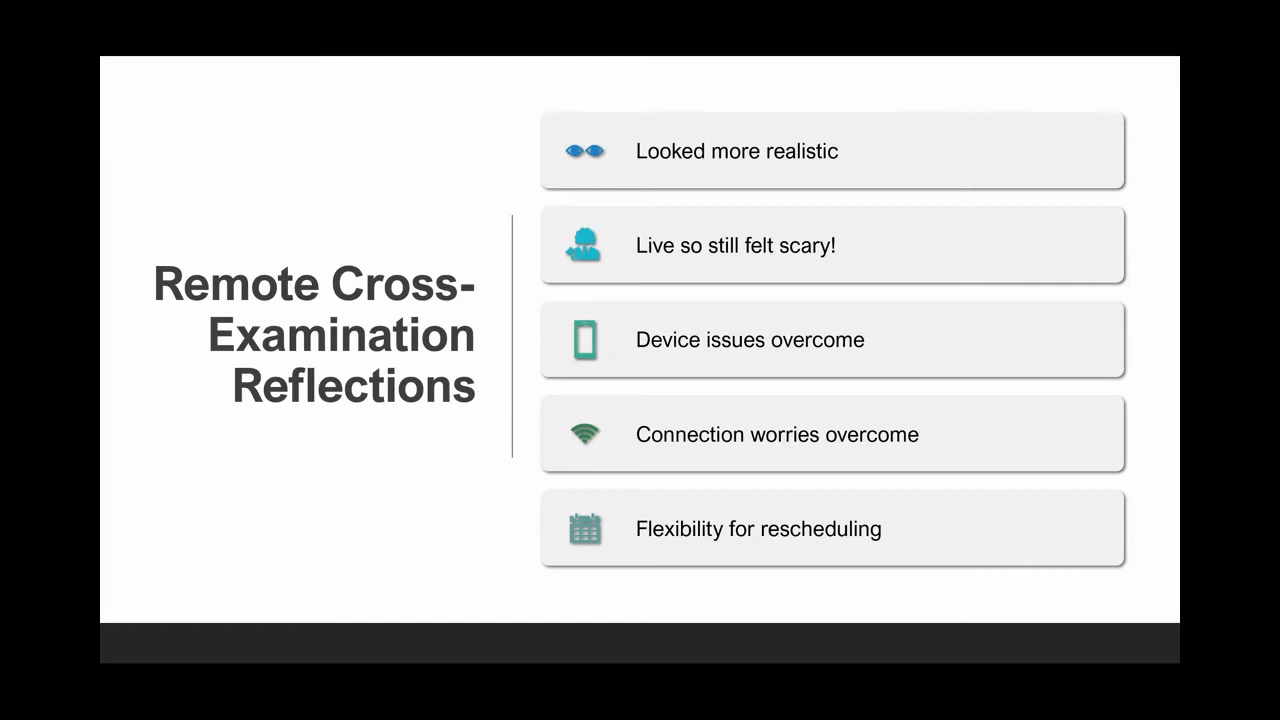 Remote Cross-
Examination
Reflections
Looked more realistic
Live so still felt scary!
Device issues overcome
Connection worries overcome
Flexibility for rescheduling